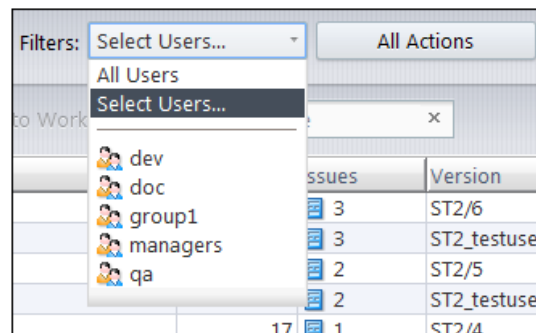 Filters: Select Users... All Actions
All Users
Select Users...
to Work
dev
doc
group1
managers
qa
ssues Version
3 ST2/6
3 ST2_testuse
2 ST2/5
2 ST2_testuse
17 1 ST2/4